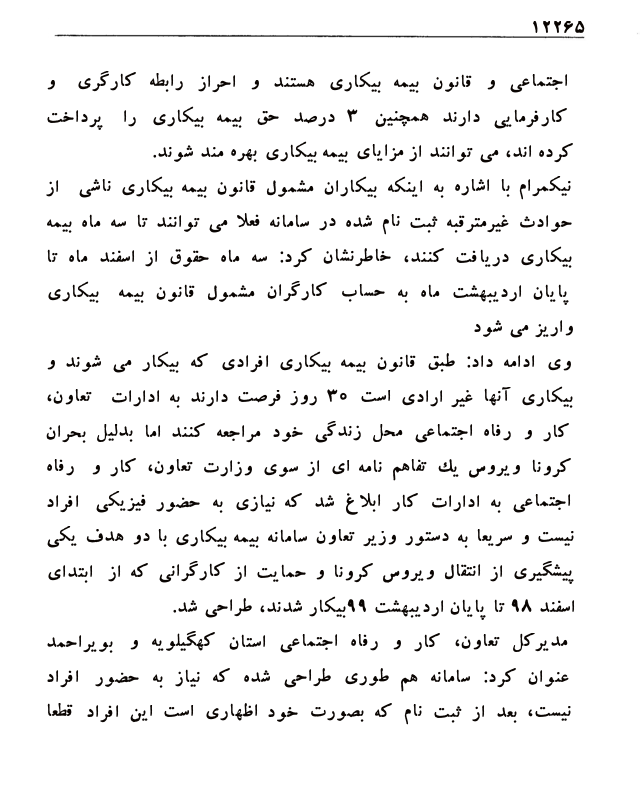 ۱۲۲۶۵
اجتماعی و قانون بیمه بیکاری هستند و احراز رابطه کارگری و
کارفرمایی دارند همچنین ۳ درصد حق بیمه بیکاری را پرداخت
کرده اند، می توانند از مزایای بیمه بیکاری بهره مند شوند.
نیکمرام با اشاره به اینکه بیکاران مشمول قانون بیمه بیکاری ناشی از
حوادث غیرمترقبه ثبت نام شده در سامانه فعلا می توانند تا سه ماه بیمه
بیکاری دریافت کنند، خاطرنشان کرد: سه ماه حقوق از اسفند ماه تا
پایان اردیبهشت ماه به حساب کارگران مشمول قانون بیمه بیکاری
واریز می شود
وی ادامه داد: طبق قانون بیمه بیکاری افرادی که بیکار می شوند و
بیکاری آنها غیر ارادی است ۳۰ روز فرصت دارند به ادارات تعاون،
کار و رفاه اجتماعی محل زندگی خود مراجعه کنند اما بدلیل بحران
کرونا ویروس یك تفاهم نامه ای از سوی وزارت تعاون، کار و رفاه
اجتماعی به ادارات کار ابلاغ شد که نیازی به حضور فیزیکی افراد
نیست و سریعا به دستور وزیر تعاون سامانه بیمه بیکاری با دو هدف یکی
پیشگیری از انتقال ویروس کرونا و حمایت از کارگرانی که از ابتدای
اسفند ۹۸ تا پایان اردیبهشت ۹۹بیکار شدند، طراحی شد.
مدیرکل تعاون، کار و رفاه اجتماعی استان کهگیلویه و بویراحمد
عنوان کرد: سامانه هم طوری طراحی شده که نیاز به حضور افراد
نیست، بعد از ثبت نام که بصورت خود اظهاری است این افراد قطعا